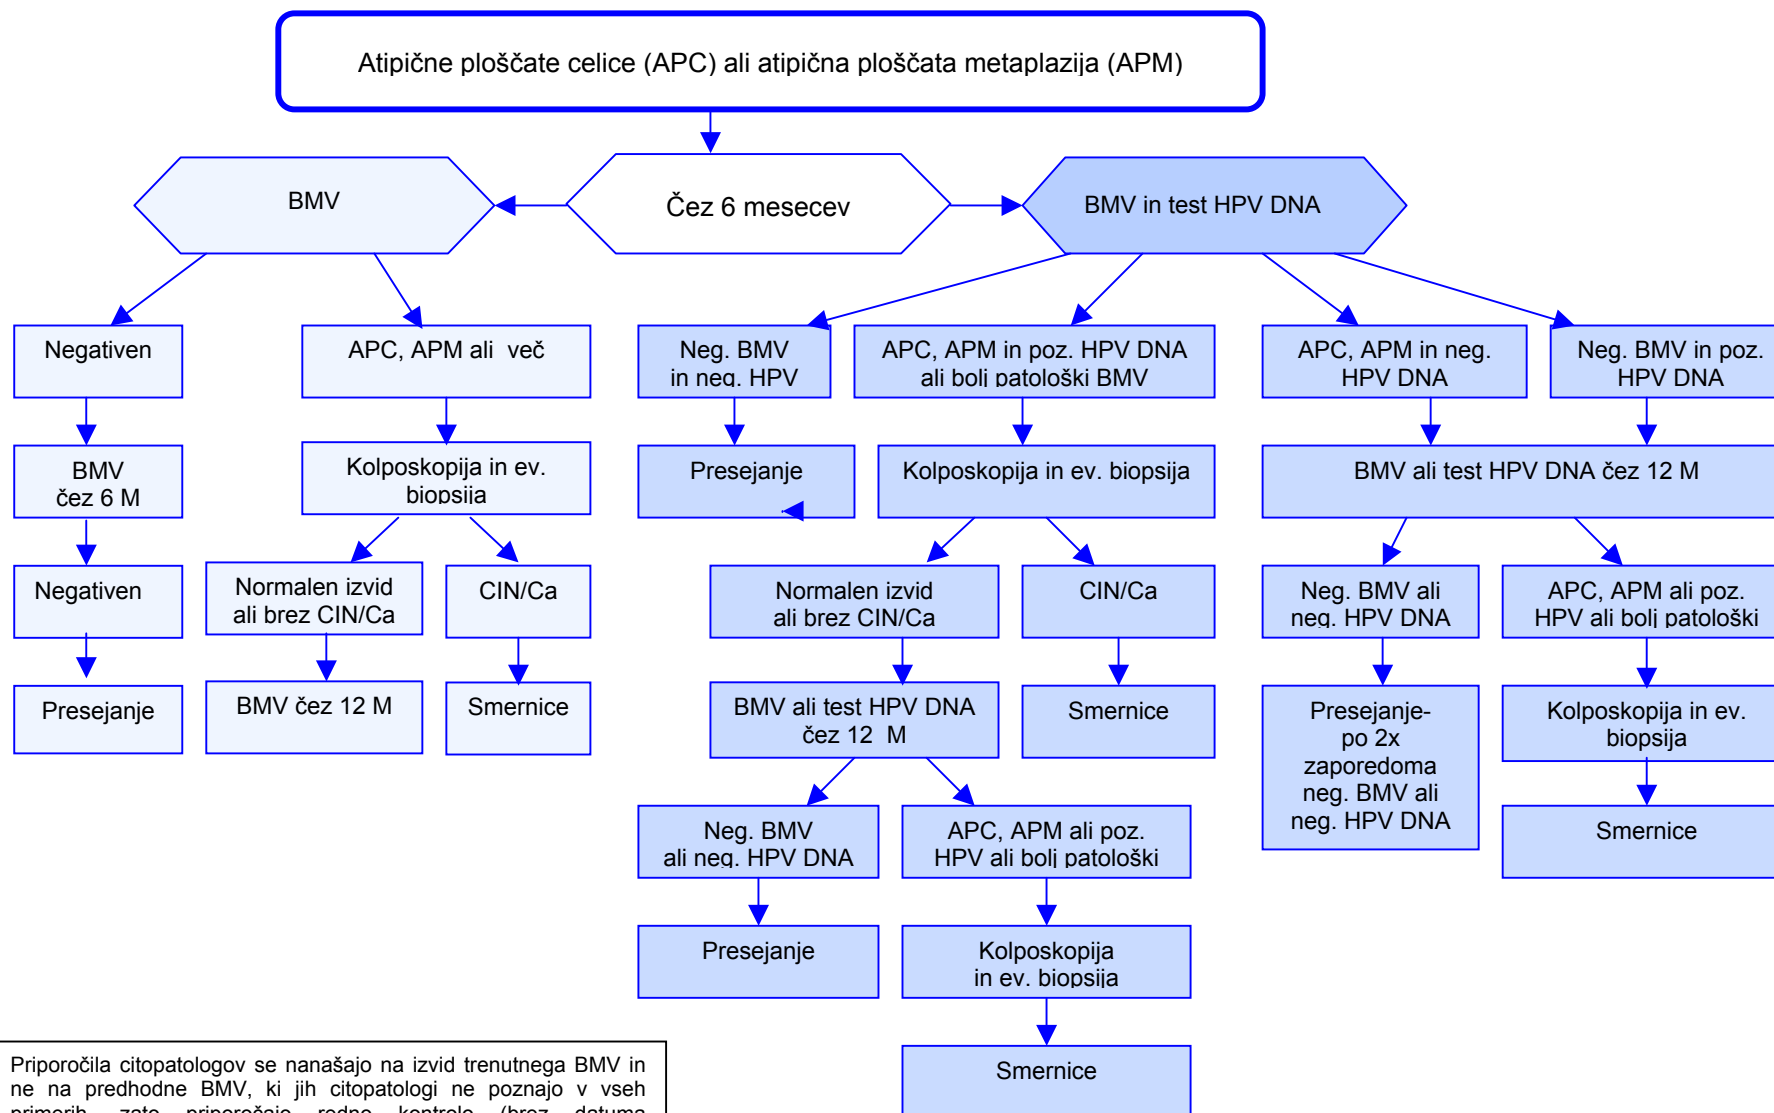 Atipične ploščate celice (APC) ali atipična ploščata metaplazija (APM)
BMV
Čez 6 mesecev
BMV in test HPV DNA
Negativen
APC, APM ali več
Neg. BMV
in neg. HPV
APC, APM in poz. HPV DNA
ali bolj patološki BMV
APC, APM in neg.
HPV DNA
Neg. BMV in poz.
HPV DNA
BMV
čez 6 M
Kolposkopija in ev.
biopsija
Presejanje
Kolposkopija in ev. biopsija
BMV ali test HPV DNA čez 12 M
Negativen
Normalen izvid
ali brez CIN/Ca
CIN/Ca
Normalen izvid
ali brez CIN/Ca
CIN/Ca
Neg. BMV ali
neg. HPV DNA
APC, APM ali poz.
HPV ali bolj patološki
Presejanje
BMV čez 12 M
Smernice
BMV ali test HPV DNA
čez 12 M
Smernice
Presejanje-
po 2x
zaporedoma
neg. BMV ali
neg. HPV DNA
Kolposkopija in ev.
biopsija
Neg. BMV
ali neg. HPV DNA
APC, APM ali poz.
HPV ali bolj patološki
Smernice
Presejanje
Kolposkopija
in ev. biopsija
Smernice
Priporočila citopatologov se nanašajo na izvid trenutnega BMV in
ne na predhodne BMV, ki jih citopatologi ne poznajo v vseh
primerih, zato priporočajo redno kontrolo (brez datuma